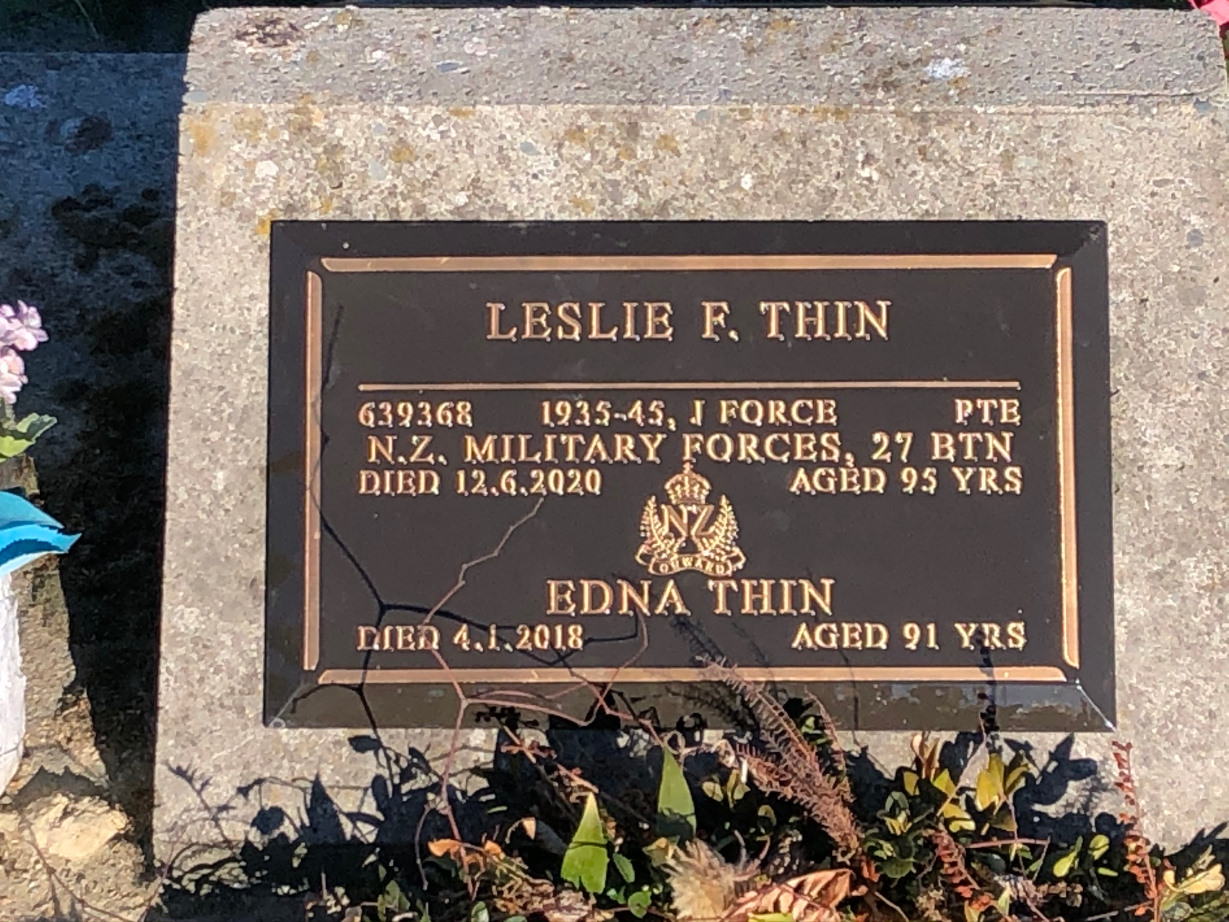 LESLIE F. THIN
639368 1935-45, J FORCE PTE
N.Z. MILITARY FORCES, 27 BTN
DIED 12.6.2020 AGED 95 YRS
NZ
ONWARD
EDNA THIN
DIED 4.1.2018 AGED 91 YRS